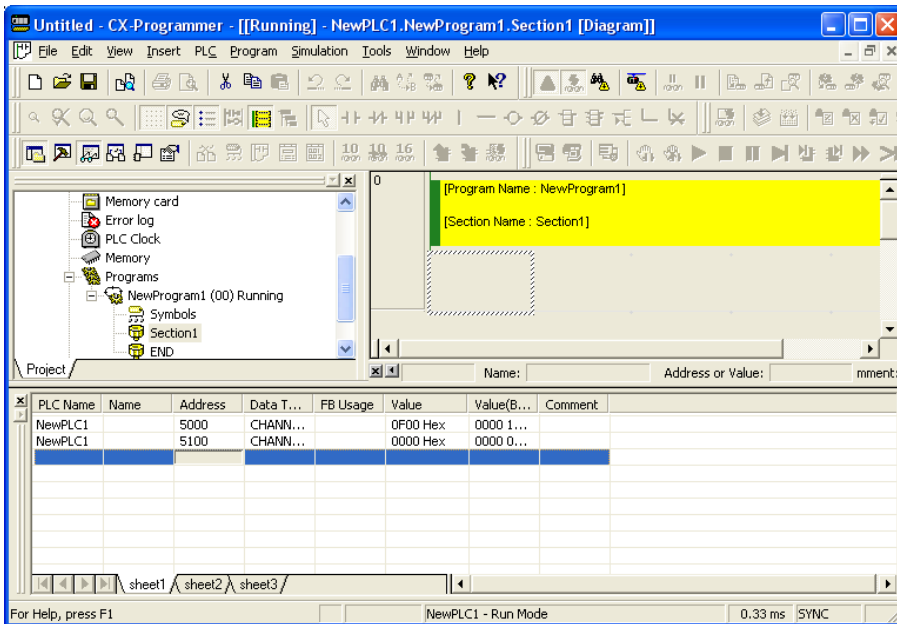 Untitled - CX-Programmer - [[Running] - NewPLC1.NewProgram1.Section1 [Diagram]]
File Edit View Insert PLC Program Simulation Tools Window Help
10 10 16
Memory card
Error log
PLC Clock
Memory
Programs
NewProgram1 (00) Running
Symbols
Section1
END
Project
0
[Program Name : NewProgram1]
[Section Name : Section1]
Name: Address or Value: mment:
PLC Name Name Address Data T... FB Usage Value Value(B... Comment
NewPLC1 5000 CHANN... 0F00 Hex 0000 1...
NewPLC1 5100 CHANN... 0000 Hex 0000 0...
sheet1 sheet2 sheet3
For Help, press F1 NewPLC1 - Run Mode 0.33 ms SYNC